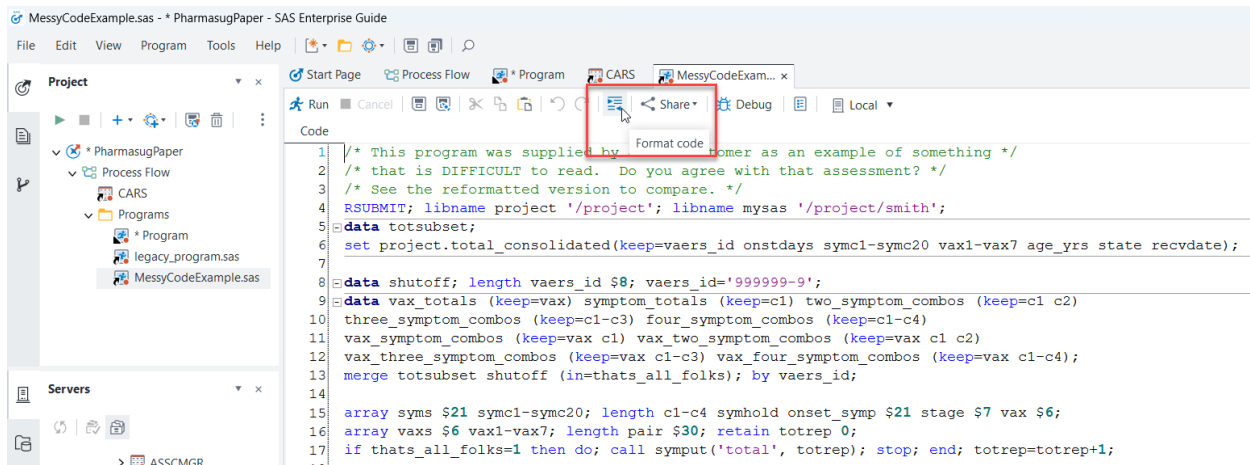 MessyCodeExample.sas - * PharmasugPaper - SAS Enterprise Guide
File Edit View Program Tools Help
Project
* PharmasugPaper
Process Flow
CARS
Programs
* Program
legacy_program.sas
MessyCodeExample.sas
Servers
ASSCMGR
Start Page Process Flow * Program CARS MessyCodeExam... ×
Run Cancel Share Debug Local
Format code
Code
1 /* This program was supplied by tomer as an example of something */
2 /* that is DIFFICULT to read. Do you agree with that assessment? */
3 /* See the reformatted version to compare. */
4 RSUBMIT; libname project '/project'; libname mysas '/project/smith';
5 data totsubset;
6 set project.total_consolidated(keep=vaers_id onstdays symc1-symc20 vax1-vax7 age_yrs state recvdate);
7
8 data shutoff; length vaers_id $8; vaers_id='999999-9';
9 data vax_totals (keep=vax) symptom_totals (keep=c1) two_symptom_combos (keep=c1 c2)
10 three_symptom_combos (keep=c1-c3) four_symptom_combos (keep=c1-c4)
11 vax_symptom_combos (keep=vax c1) vax_two_symptom_combos (keep=vax c1 c2)
12 vax_three_symptom_combos (keep=vax c1-c3) vax_four_symptom_combos (keep=vax c1-c4);
13 merge totsubset shutoff (in=thats_all_folks); by vaers_id;
14
15 array syms $21 symc1-symc20; length c1-c4 symhold onset_symp $21 stage $7 vax $6;
16 array vaxs $6 vax1-vax7; length pair $30; retain totrep 0;
17 if thats_all_folks=1 then do; call symput('total', totrep); stop; end; totrep=totrep+1;